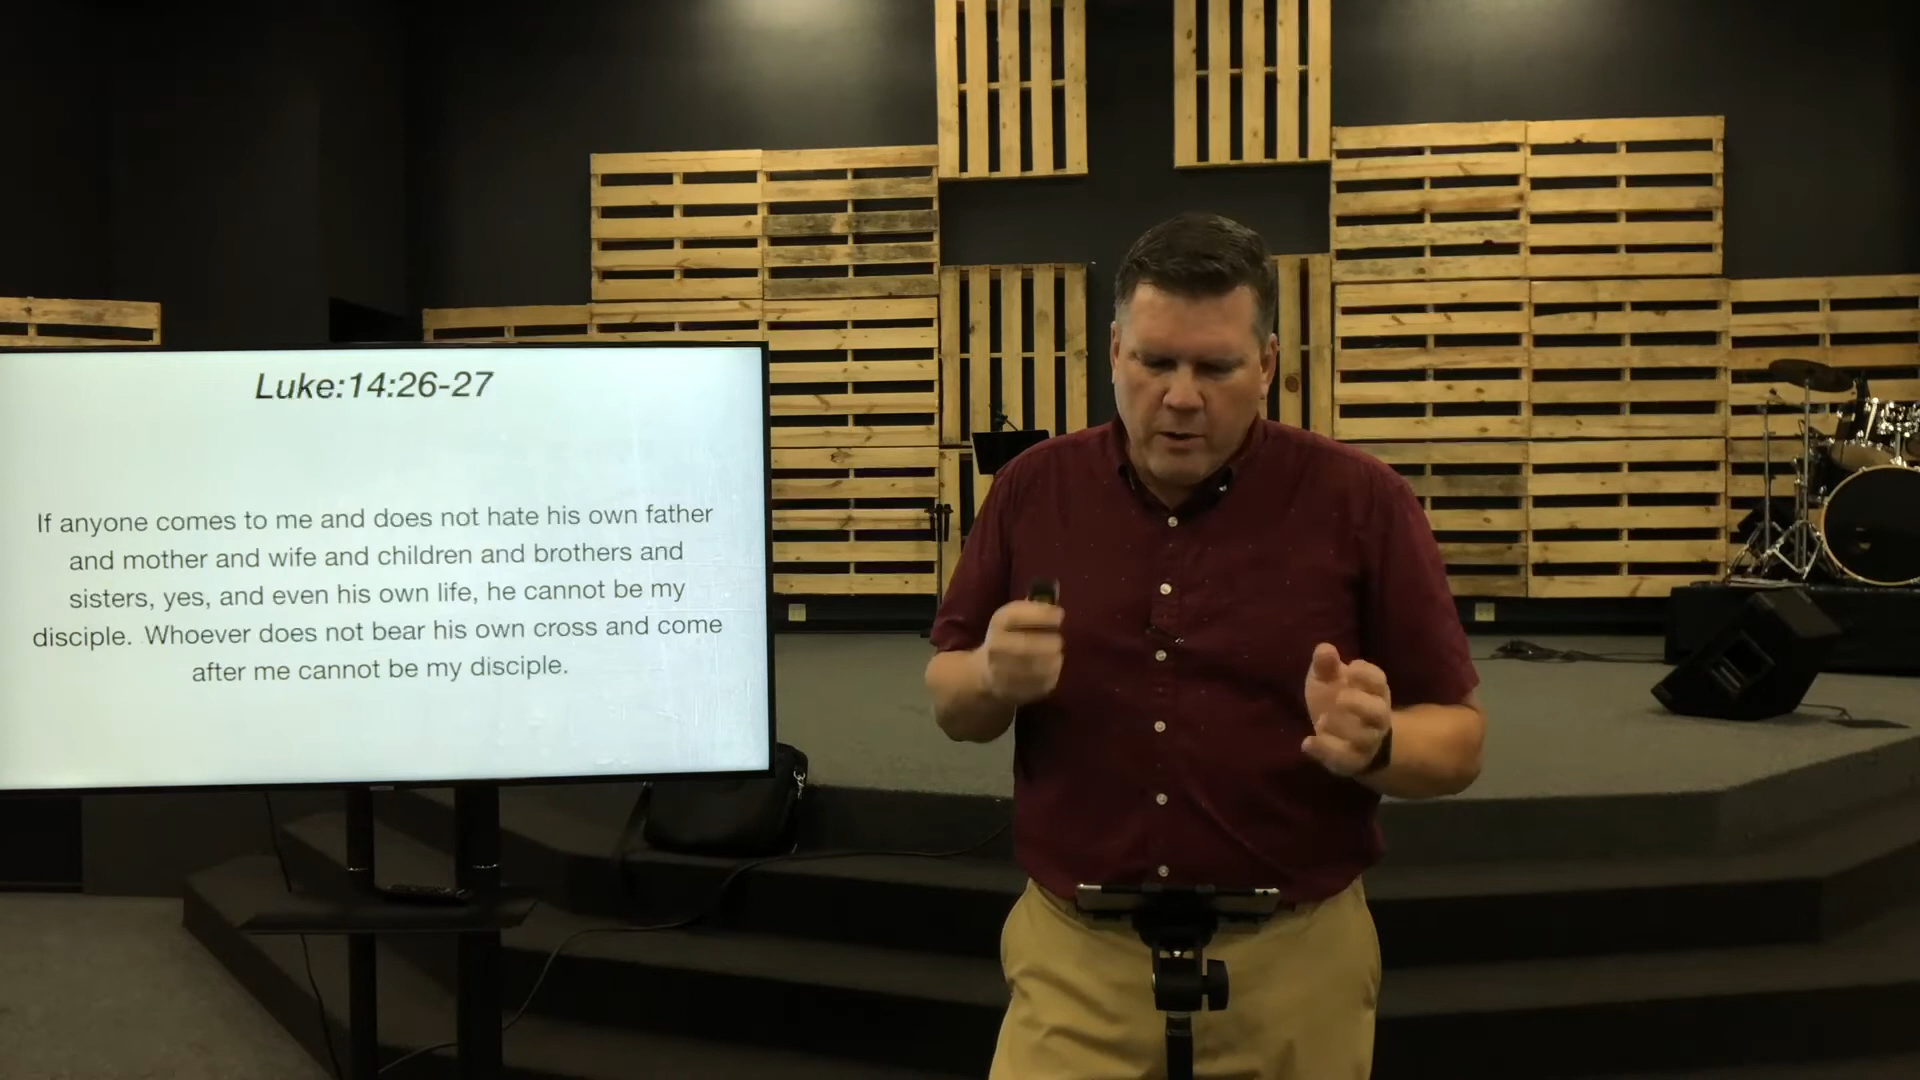 Luke:14:26-27
If anyone comes to me and does not hate his own father
and mother and wife and children and brothers and
sisters, yes, and even his own life, he cannot be my
disciple. Whoever does not bear his own cross and come
after me cannot be my disciple.